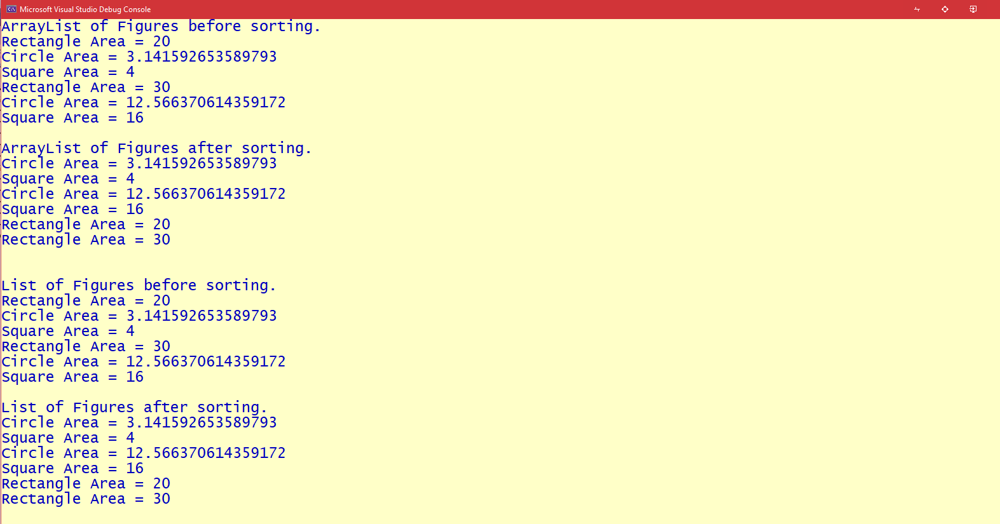 Microsoft Visual Studio Debug Console
ArrayList of Figures before sorting.
Rectangle Area = 20
Circle Area = 3.141592653589793
Square Area = 4
Rectangle Area = 30
Circle Area = 12.566370614359172
Square Area = 16
ArrayList of Figures after sorting.
Circle Area = 3.141592653589793
Square Area = 4
Circle Area = 12.566370614359172
Square Area = 16
Rectangle Area = 20
Rectangle Area = 30
List of Figures before sorting.
Rectangle Area = 20
Circle Area = 3.141592653589793
Square Area = 4
Rectangle Area = 30
Circle Area = 12.566370614359172
Square Area = 16
List of Figures after sorting.
Circle Area = 3.141592653589793
Square Area = 4
Circle Area = 12.566370614359172
Square Area = 16
Rectangle Area = 20
Rectangle Area = 30